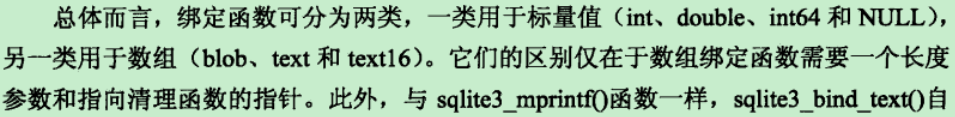 总体而言，绑定函数可分为两类，一类用于标量值（int、double、int64 和 NULL），
另一类用于数组（blob、text 和 text16）。它们的区别仅在于数组绑定函数需要一个长度
参数和指向清理函数的指针。此外，与 sqlite3_mprintf()函数一样，sqlite3_bind_text()自